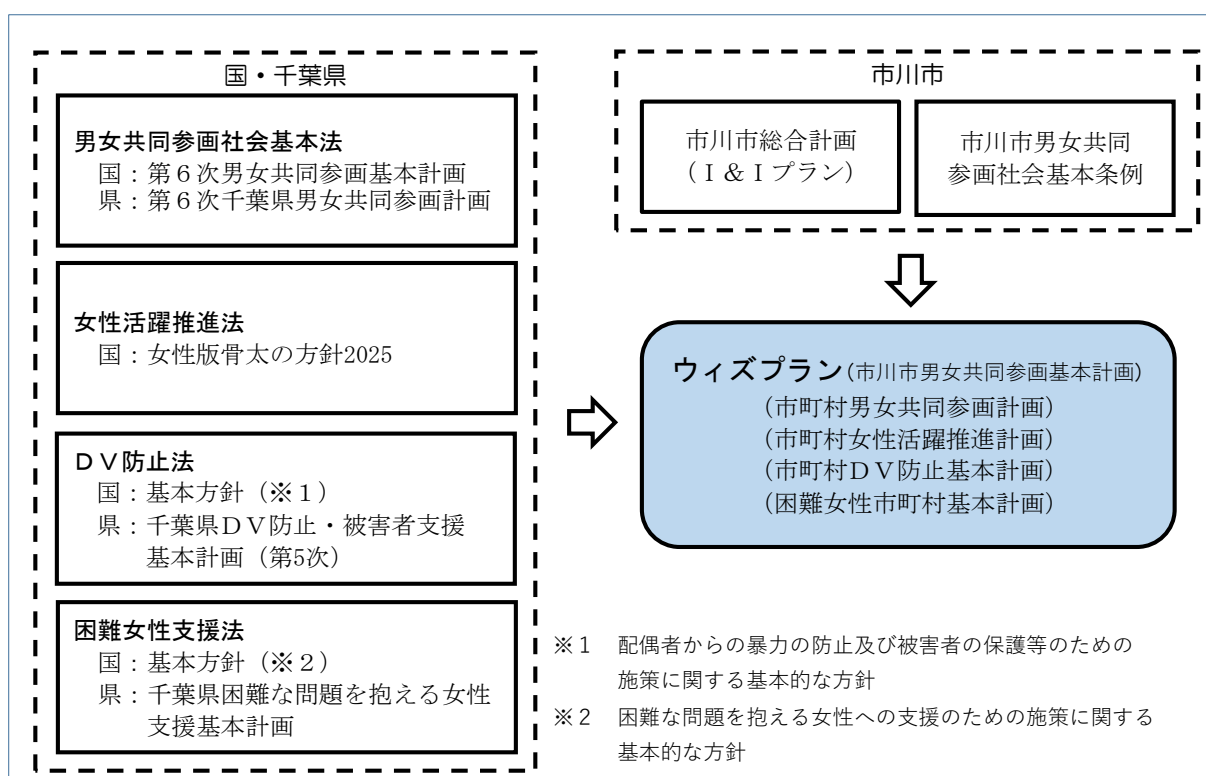 国・千葉県
男女共同参画社会基本法
国：第６次男女共同参画基本計画
県：第６次千葉県男女共同参画計画
女性活躍推進法
国：女性版骨太の方針2025
ＤＶ防止法
国：基本方針（※１）
県：千葉県ＤＶ防止・被害者支援
基本計画（第5次）
困難女性支援法
国：基本方針（※２）
県：千葉県困難な問題を抱える女性
支援基本計画
市川市
市川市総合計画
（Ｉ＆Ｉプラン）
市川市男女共同
参画社会基本条例
ウィズプラン(市川市男女共同参画基本計画)
(市町村男女共同参画計画)
(市町村女性活躍推進計画)
(市町村ＤＶ防止基本計画)
(困難女性市町村基本計画)
※１　配偶者からの暴力の防止及び被害者の保護等のための
施策に関する基本的な方針
※２　困難な問題を抱える女性への支援のための施策に関する
基本的な方針